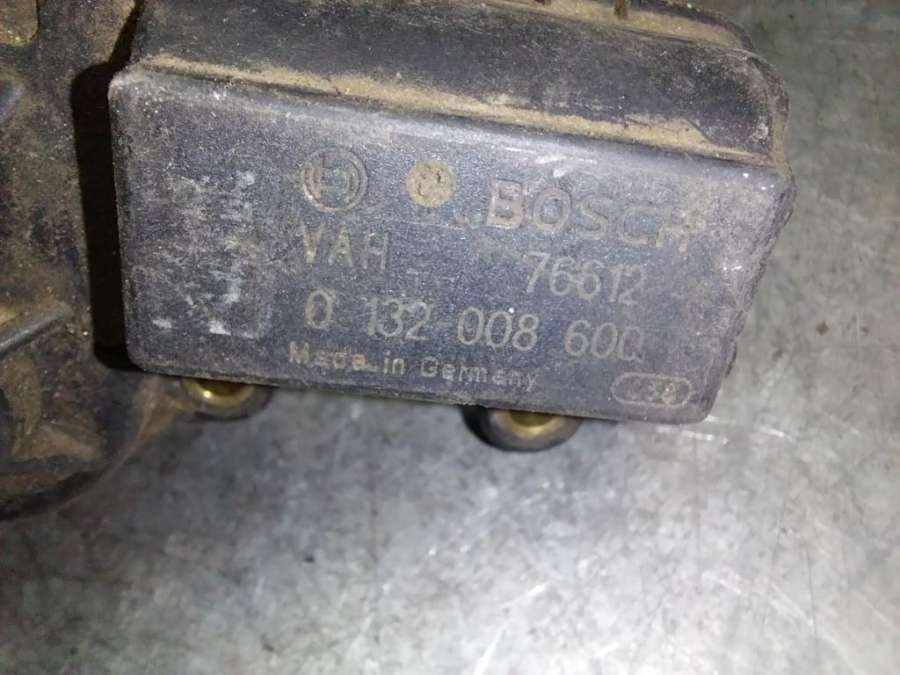 BOSCH
VAH 76612
0 132 008 600
Made in Germany